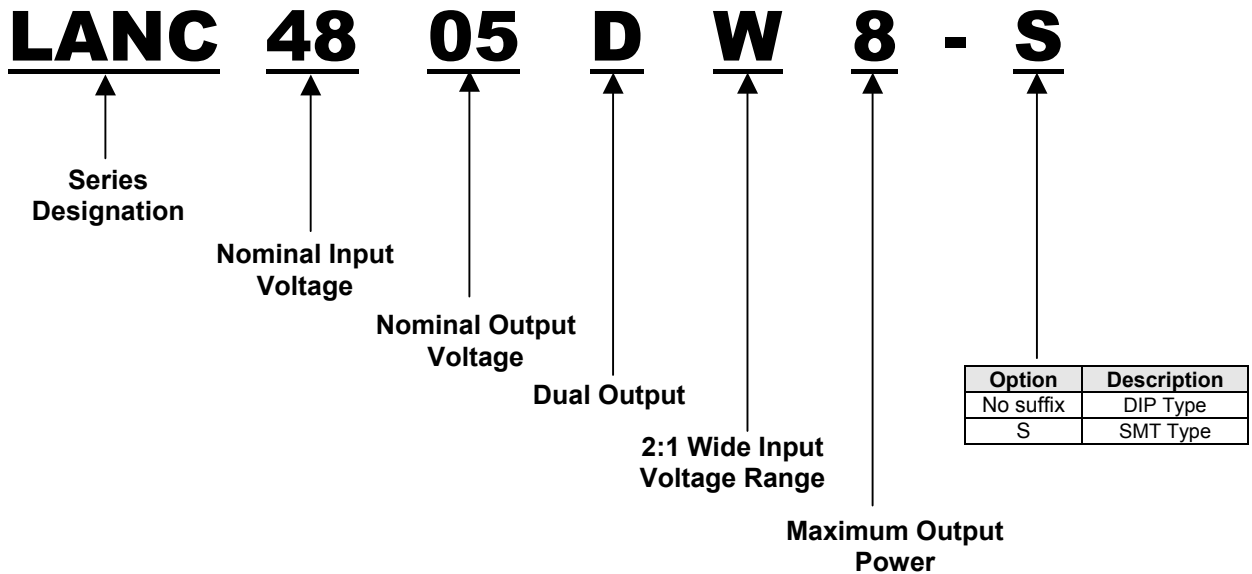 LANC 48 05 D W 8 - S
Series
Designation
Nominal Input
Voltage
Nominal Output
Voltage
Dual Output
2:1 Wide Input
Voltage Range
Maximum Output
Power
Option Description
No suffix DIP Type
S SMT Type